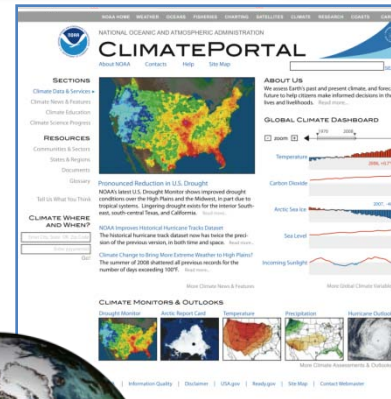 NOAA HOME WEATHER OCEANS FISHERIES CHARTING SATELLITES CLIMATE RESEARCH COASTS
NATIONAL OCEANIC AND ATMOSPHERIC ADMINISTRATION
CLIMATEPORTAL
About NOAA Contacts Help Site Map
SECTIONS
Climate Data & Services
Climate News & Features
Climate Education
Climate Science Progress
RESOURCES
Communities & Sectors
States & Regions
Documents
Glossary
Tell Us What You Think
CLIMATE WHERE
AND WHEN?
Go!
Pronounced Reduction in U.S. Drought
NOAA's latest U.S. Drought Monitor shows improved drought
conditions over the High Plains and the Midwest, in part due to
tropical systems. Lingering drought exists for the interior South-
east, south-central Texas, and California. Read more...
NOAA Improves Historical Hurricane Tracks Dataset
The historical hurricane track dataset now has twice the preci-
sion of the previous version, in both time and space. Read more...
Climate Change to Bring More Extreme Weather to High Plains?
The summer of 2008 shattered all previous records for the
number of days exceeding 100°F. Read more...
More Climate News & Features
ABOUT US
We assess Earth's past and present climate, and
future to help citizens make informed decisions in
lives and livelihoods. Read more...
GLOBAL CLIMATE DASHBOARD
zoom 1970 2008
Temperature
Carbon Dioxide
Arctic Sea Ice
Sea Level
Incoming Sunlight
More Global Climate
CLIMATE MONITORS & OUTLOOKS
Drought Monitor Arctic Report Card Temperature Precipitation Hurricane
More Climate Assessments &
Information Quality | Disclaimer | USA.gov | Ready.gov | Site Map | Contact Webmaster